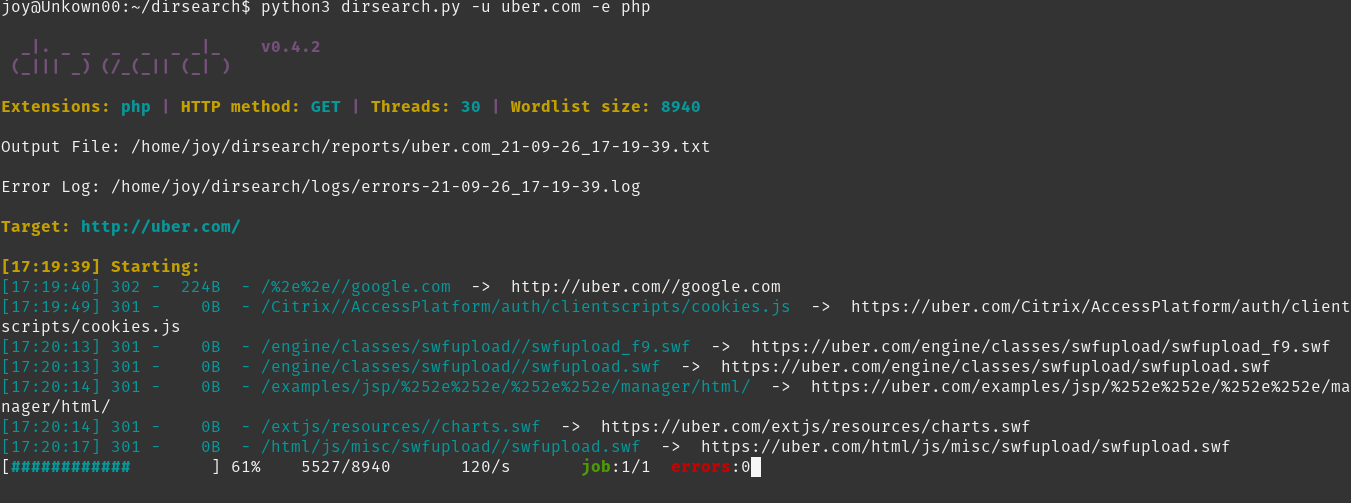 joy@Unkown00:~/dirsearch$ python3 dirsearch.py -u uber.com -e php
  _|. _ _  _  _  _ _|_    v0.4.2
 (_||| _) (/_(_|| (_| )
Extensions: php | HTTP method: GET | Threads: 30 | Wordlist size: 8940
Output File: /home/joy/dirsearch/reports/uber.com_21-09-26_17-19-39.txt
Error Log: /home/joy/dirsearch/logs/errors-21-09-26_17-19-39.log
Target: http://uber.com/
[17:19:39] Starting:
[17:19:40] 302 -  224B  - /%2e%2e//google.com  ->  http://uber.com//google.com
[17:19:49] 301 -    0B  - /Citrix//AccessPlatform/auth/clientscripts/cookies.js  ->  https://uber.com/Citrix/AccessPlatform/auth/client
scripts/cookies.js
[17:20:13] 301 -    0B  - /engine/classes/swfupload//swfupload_f9.swf  ->  https://uber.com/engine/classes/swfupload/swfupload_f9.swf
[17:20:13] 301 -    0B  - /engine/classes/swfupload//swfupload.swf  ->  https://uber.com/engine/classes/swfupload/swfupload.swf
[17:20:14] 301 -    0B  - /examples/jsp/%252e%252e/%252e%252e/manager/html/  ->  https://uber.com/examples/jsp/%252e%252e/%252e%252e/ma
nager/html/
[17:20:14] 301 -    0B  - /extjs/resources//charts.swf  ->  https://uber.com/extjs/resources/charts.swf
[17:20:17] 301 -    0B  - /html/js/misc/swfupload//swfupload.swf  ->  https://uber.com/html/js/misc/swfupload/swfupload.swf
[############        ] 61%    5527/8940       120/s       job:1/1  errors:0